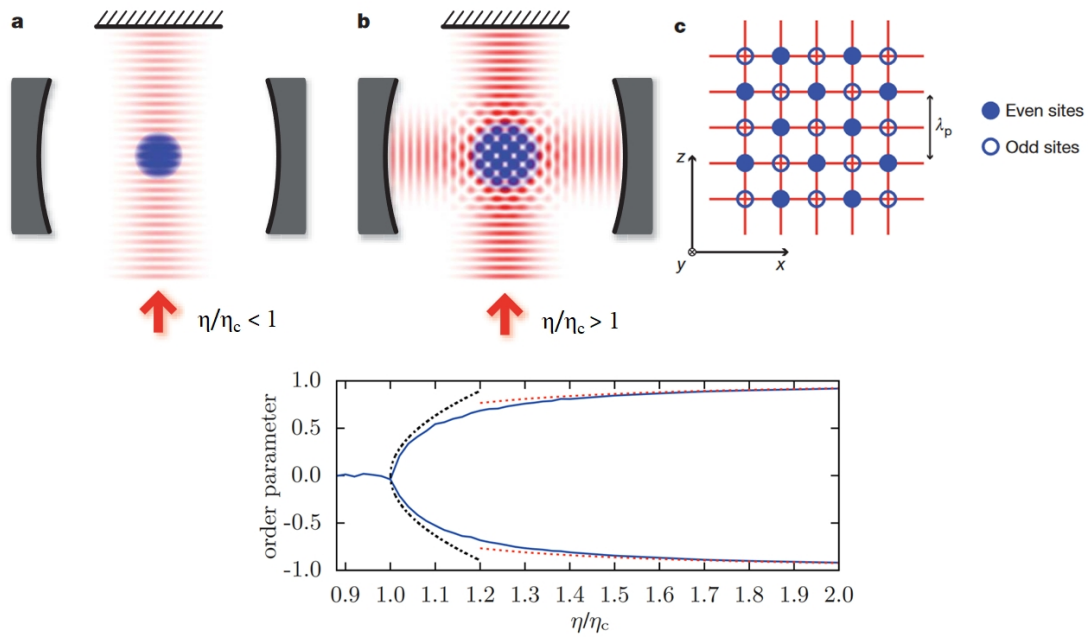 a
b
c
Even sites
Odd sites
λp
z
y
x
η/ηc < 1
η/ηc > 1
order parameter
1.0
0.5
0.0
-0.5
-1.0
0.9 1.0 1.1 1.2 1.3 1.4 1.5 1.6 1.7 1.8 1.9 2.0
η/ηc